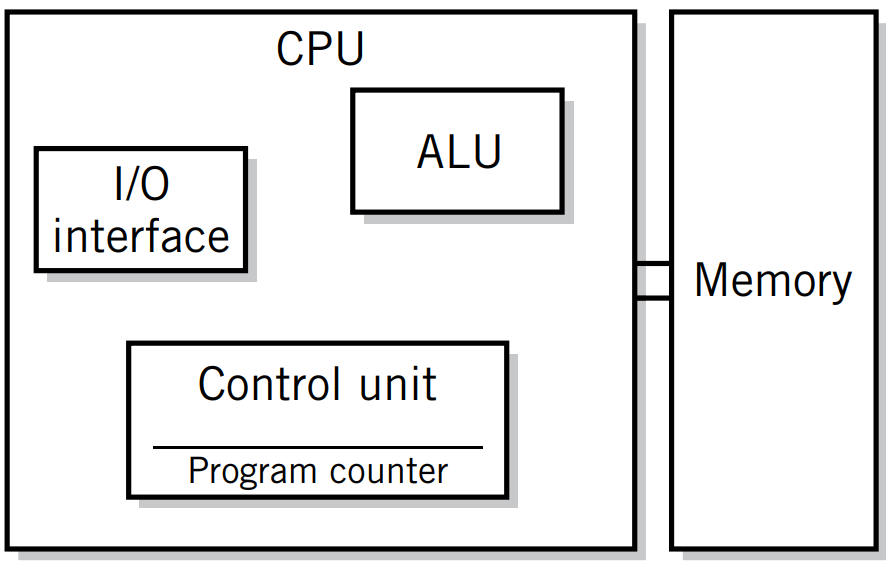 CPU
ALU
I/O
interface
Memory
Control unit
Program counter